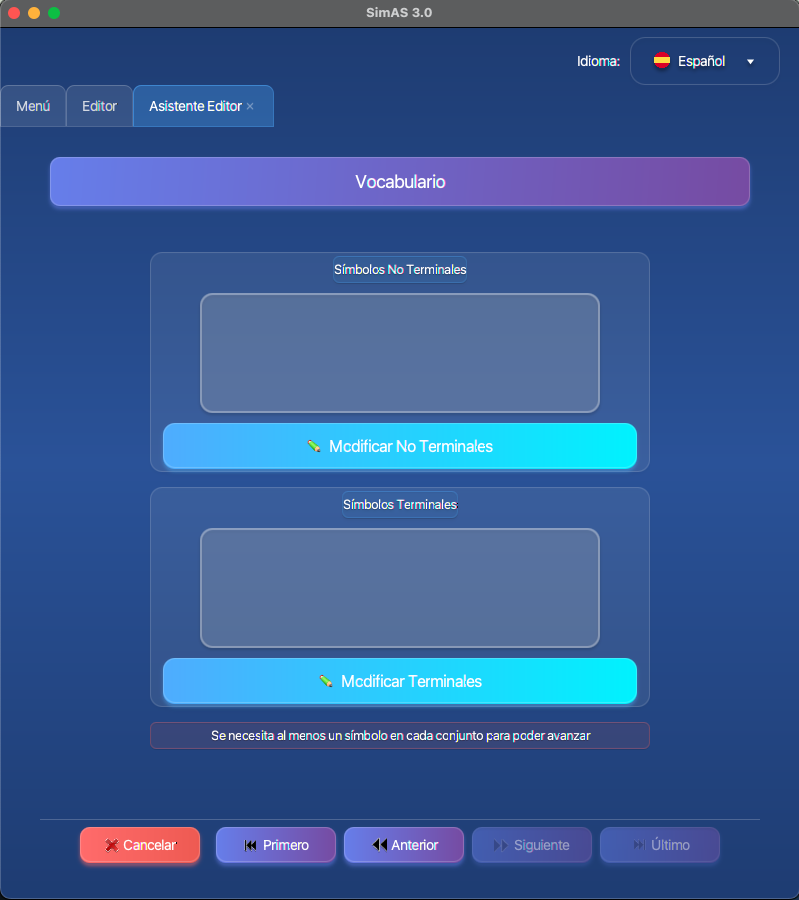 SimAS 3.0
Idioma: Español
Menú Editor Asistente Editor ×
Vocabulario
Símbolos No Terminales
Modificar No Terminales
Símbolos Terminales
Modificar Terminales
Se necesita al menos un símbolo en cada conjunto para poder avanzar
Cancelar Primero Anterior Siguiente Último